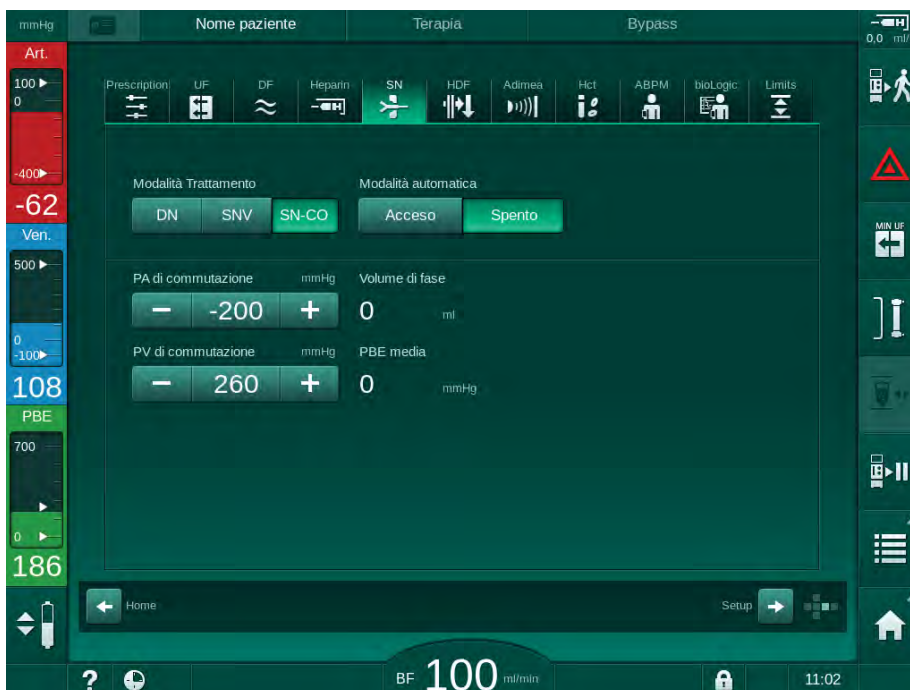 mmHg Nome paziente Terapia Bypass
0,0 ml/
Art.
100
0
-400
-62
Ven.
500
0
-100
108
PBE
700
0
186
Prescription UF DF Heparin SN HDF Adimea Hct ABPM bioLogic Limits
Modalità Trattamento Modalità automatica
DN SNV SN-CO Acceso Spento
PA di commutazione mmHg Volume di fase
− -200 + 0 ml
PV di commutazione mmHg PBE media
− 260 + 0 mmHg
MIN UF
Home Setup
? BF 100 ml/min 11:02